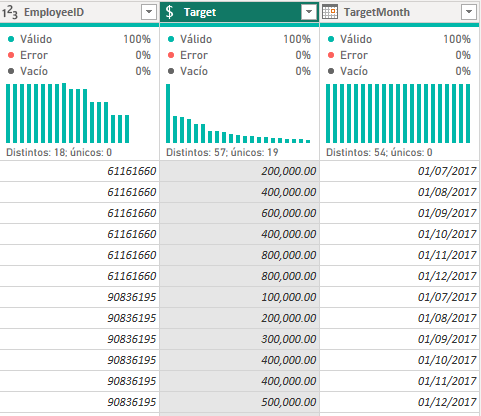 123 EmployeeID $ Target TargetMonth
Válido 100% Válido 100% Válido 100%
Error 0% Error 0% Error 0%
Vacío 0% Vacío 0% Vacío 0%
Distintos: 18; únicos: 0 Distintos: 57; únicos: 19 Distintos: 54; únicos: 0
61161660 200,000.00 01/07/2017
61161660 400,000.00 01/08/2017
61161660 600,000.00 01/09/2017
61161660 400,000.00 01/10/2017
61161660 800,000.00 01/11/2017
61161660 800,000.00 01/12/2017
90836195 100,000.00 01/07/2017
90836195 200,000.00 01/08/2017
90836195 300,000.00 01/09/2017
90836195 400,000.00 01/10/2017
90836195 400,000.00 01/11/2017
90836195 500,000.00 01/12/2017